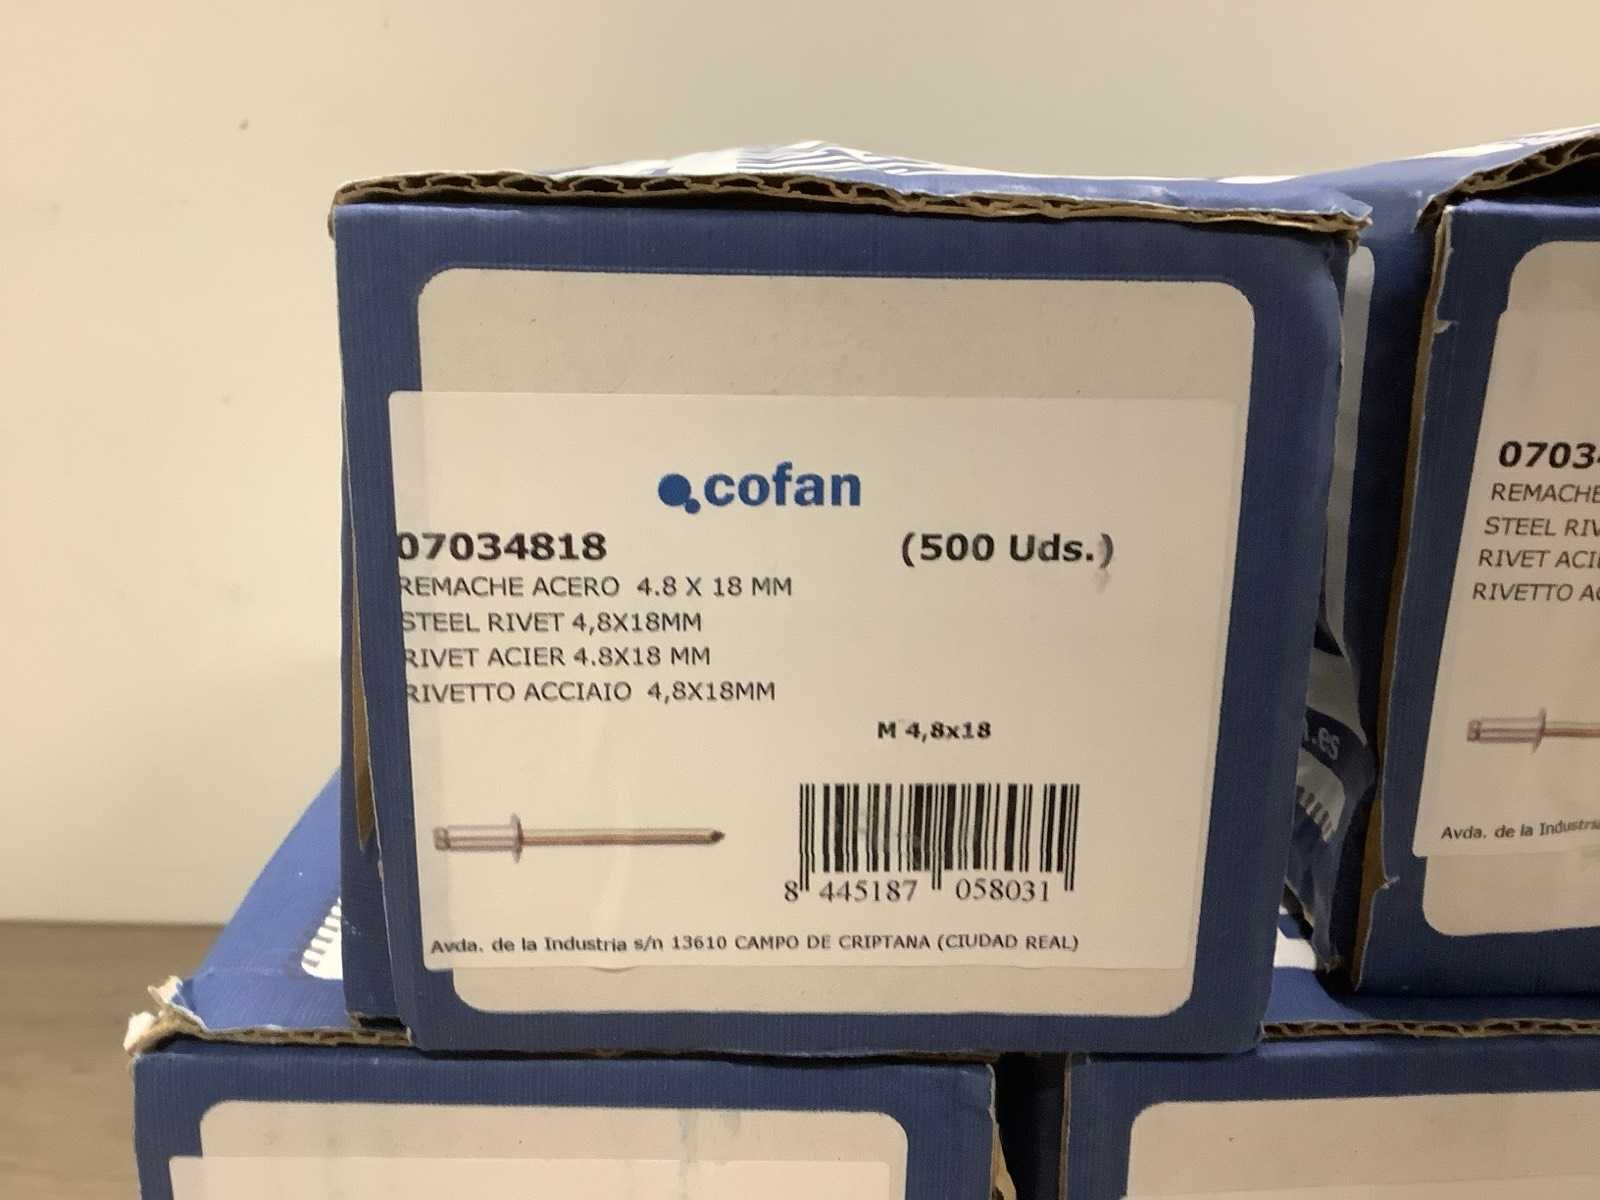 cofan
07034818 (500 Uds.)
REMACHE ACERO 4.8 X 18 MM
STEEL RIVET 4,8X18MM
RIVET ACIER 4.8X18 MM
RIVETTO ACCIAIO 4,8X18MM
M 4,8x18
8 445187 058031
Avda. de la Industria s/n 13610 CAMPO DE CRIPTANA (CIUDAD REAL)
.es
0703
REMACHE
STEEL
RIVET
RIVETTO
Avda. de la Industria